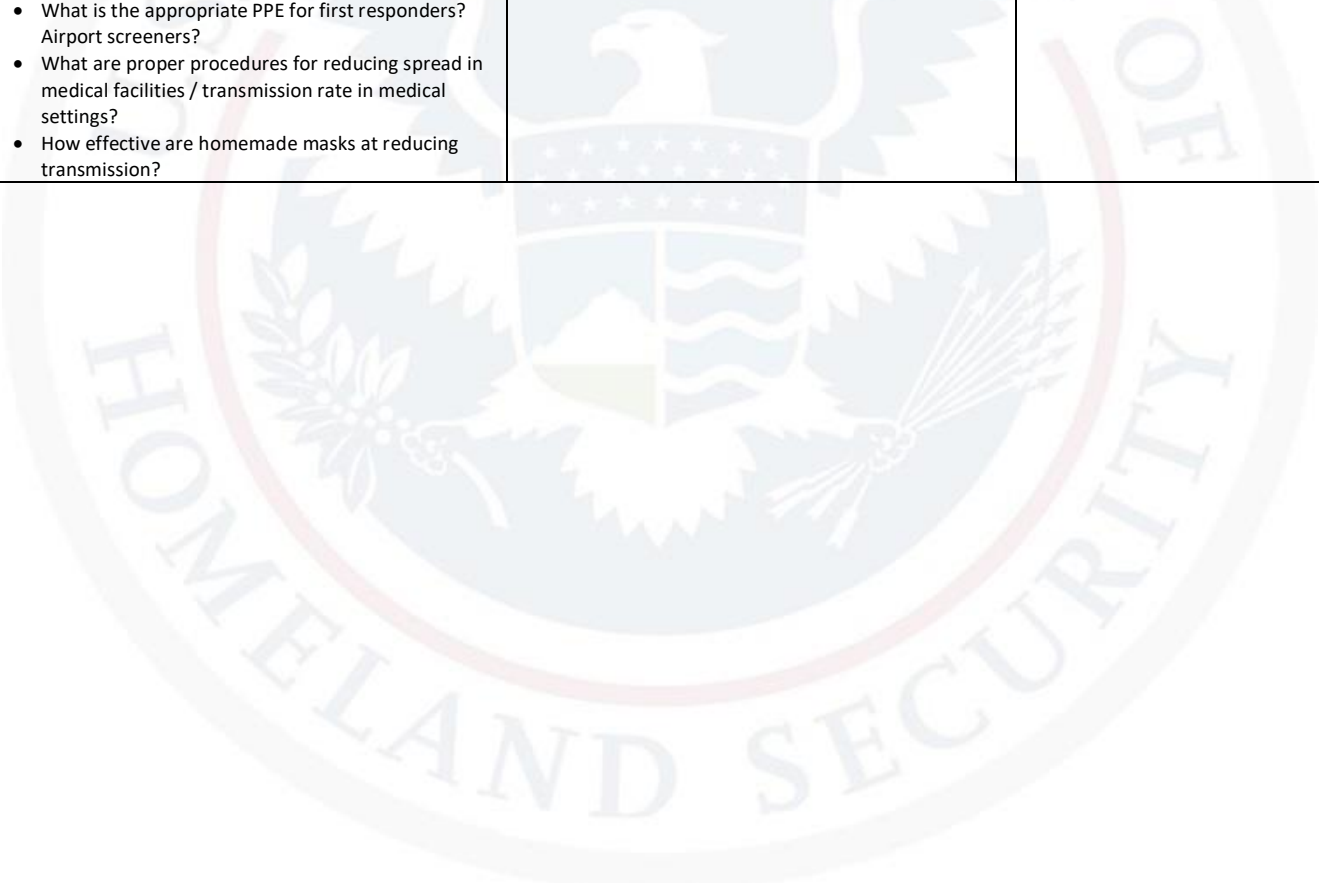 • What is the appropriate PPE for first responders?
Airport screeners?
• What are proper procedures for reducing spread in
medical facilities / transmission rate in medical
settings?
• How effective are homemade masks at reducing
transmission?
OF
HOMELAND SECURITY